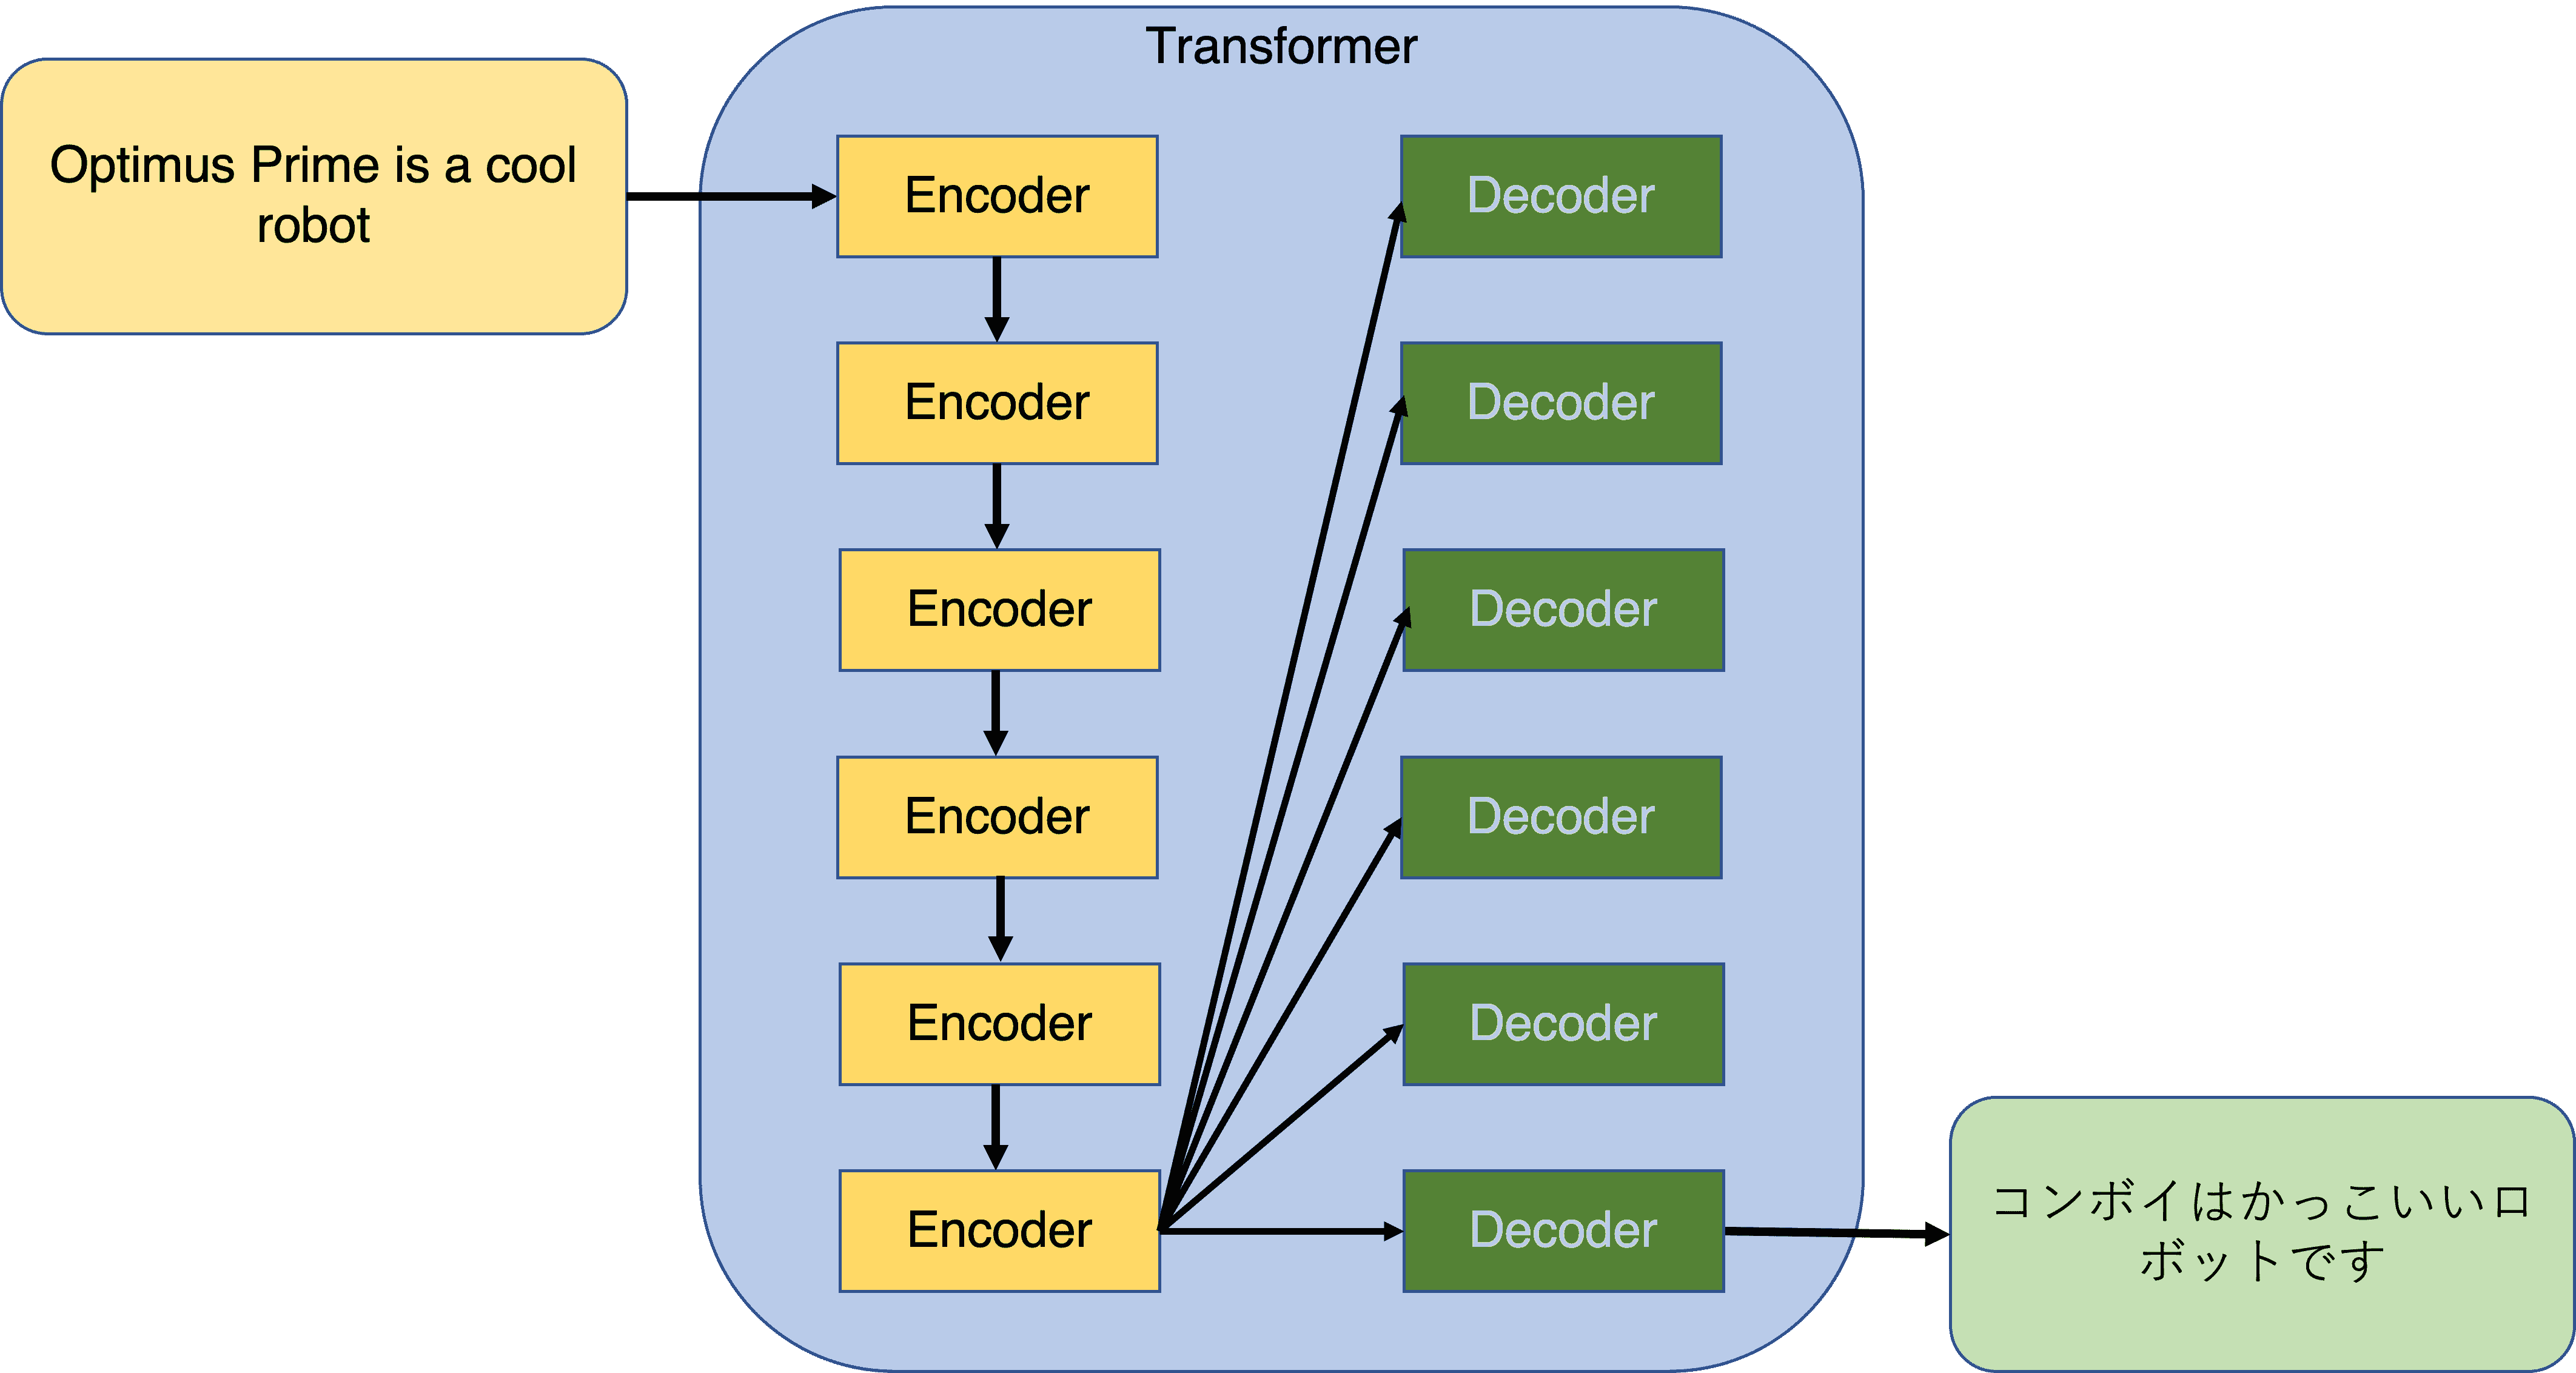 Transformer
Optimus Prime is a cool
robot
Encoder
Decoder
Encoder
Decoder
Encoder
Decoder
Encoder
Decoder
Encoder
Decoder
Encoder
Decoder
コンボイはかっこいいロ
ボットです